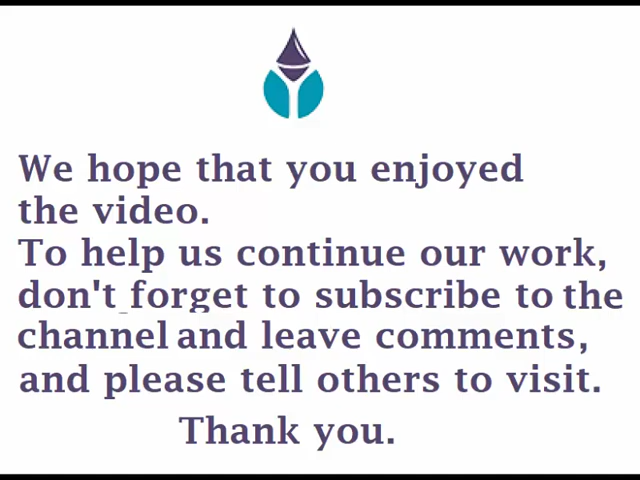 We hope that you enjoyed
the video.
To help us continue our work,
don't forget to subscribe to the
channel and leave comments,
and please tell others to visit.
Thank you.